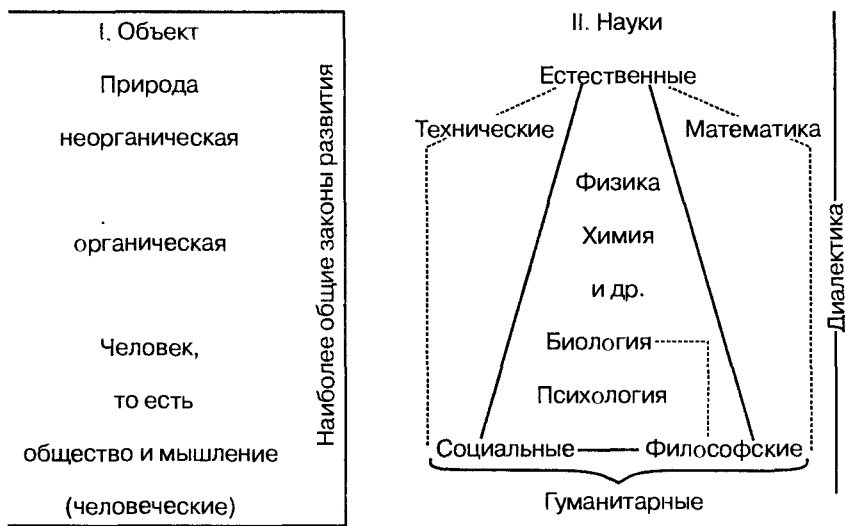 I. Объект
Природа
неорганическая
органическая
Человек,
то есть
общество и мышление
(человеческие)
Наиболее общие законы развития
II. Науки
Естественные
Технические
Математика
Физика
Химия
и др.
Биология
Психология
Социальные
Философские
Гуманитарные
Диалектика